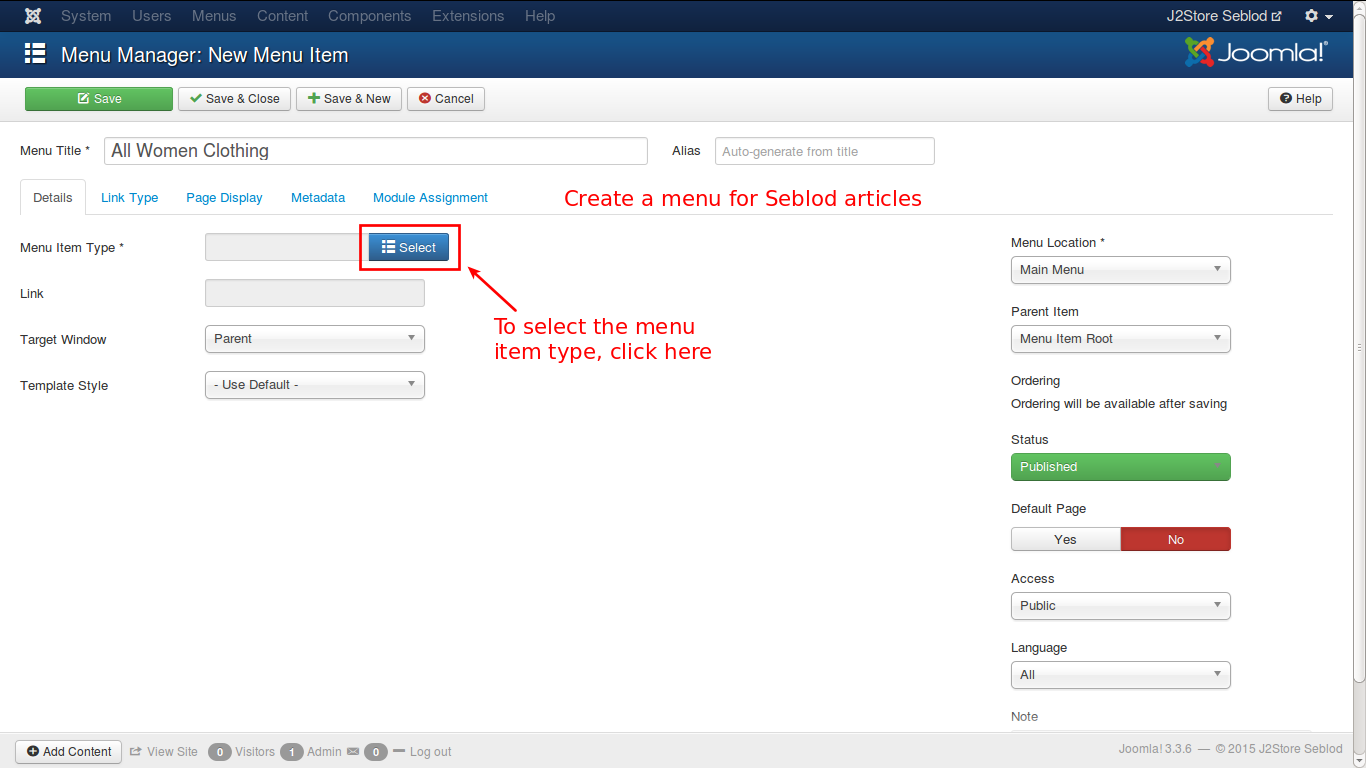 System Users Menus Content Components Extensions Help J2Store Seblod
Menu Manager: New Menu Item Joomla!®
Save Save & Close Save & New Cancel Help
Menu Title * All Women Clothing Alias Auto-generate from title
Details Link Type Page Display Metadata Module Assignment Create a menu for Seblod articles
Menu Item Type * Select
Link
Target Window Parent
Template Style - Use Default -
To select the menu
item type, click here
Menu Location *
Main Menu
Parent Item
Menu Item Root
Ordering
Ordering will be available after saving
Status
Published
Default Page
Yes No
Access
Public
Language
All
Note
Add Content View Site 0 Visitors 1 Admin 0 Log out Joomla! 3.3.6 — © 2015 J2Store Seblod